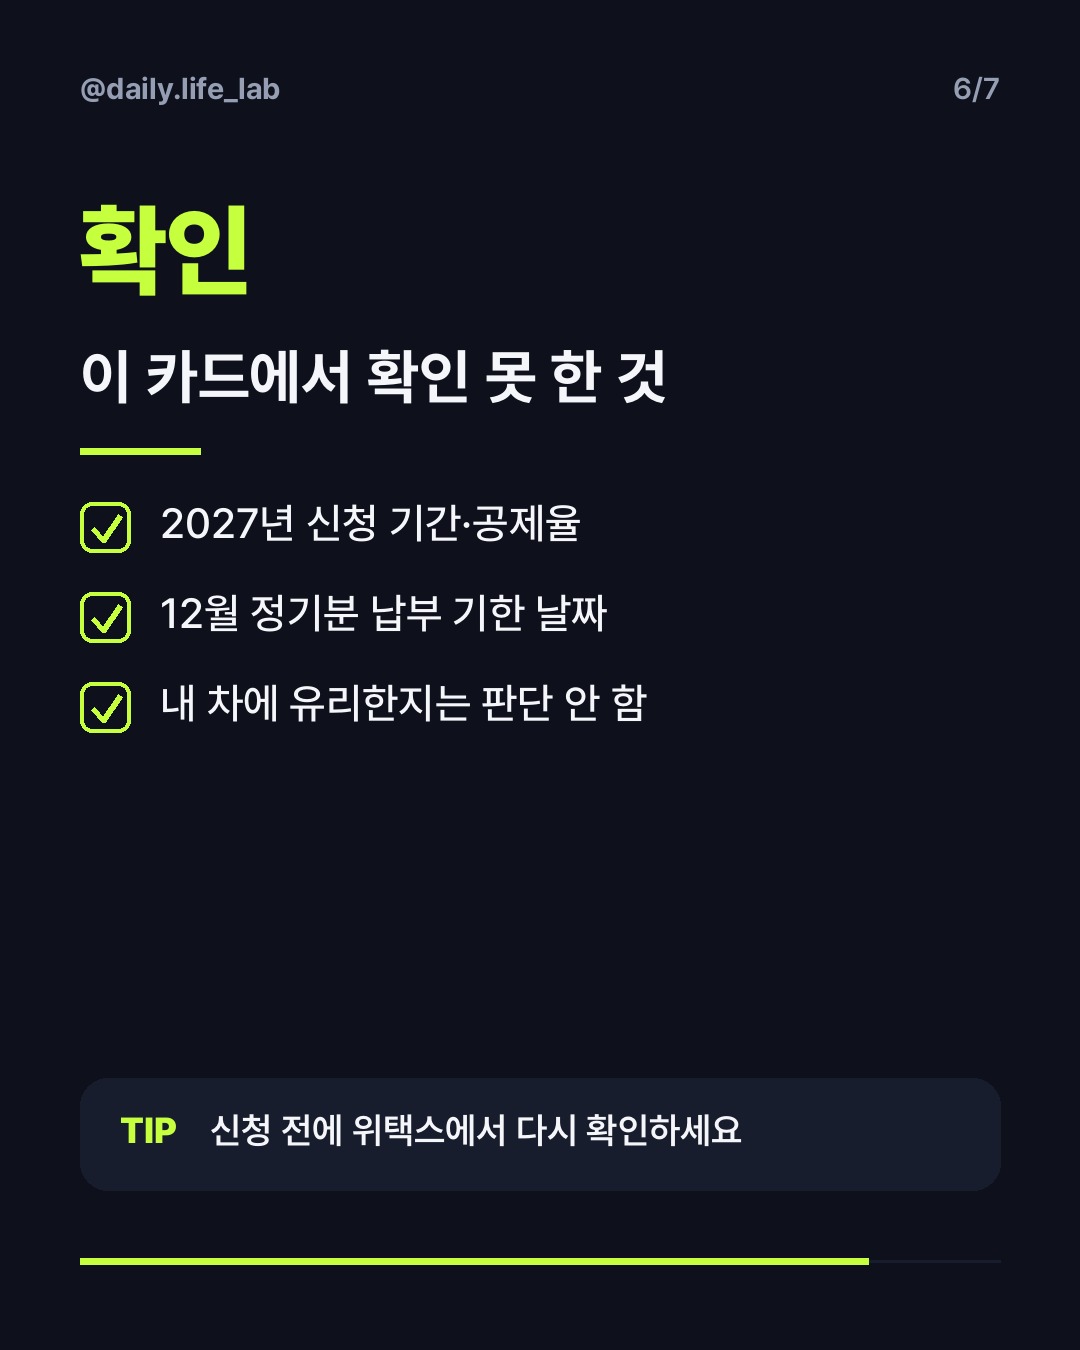 @daily.life_lab
6/7
확인
이 카드에서 확인 못 한 것
2027년 신청 기간·공제율
12월 정기분 납부 기한 날짜
내 차에 유리한지는 판단 안 함
TIP 신청 전에 위택스에서 다시 확인하세요